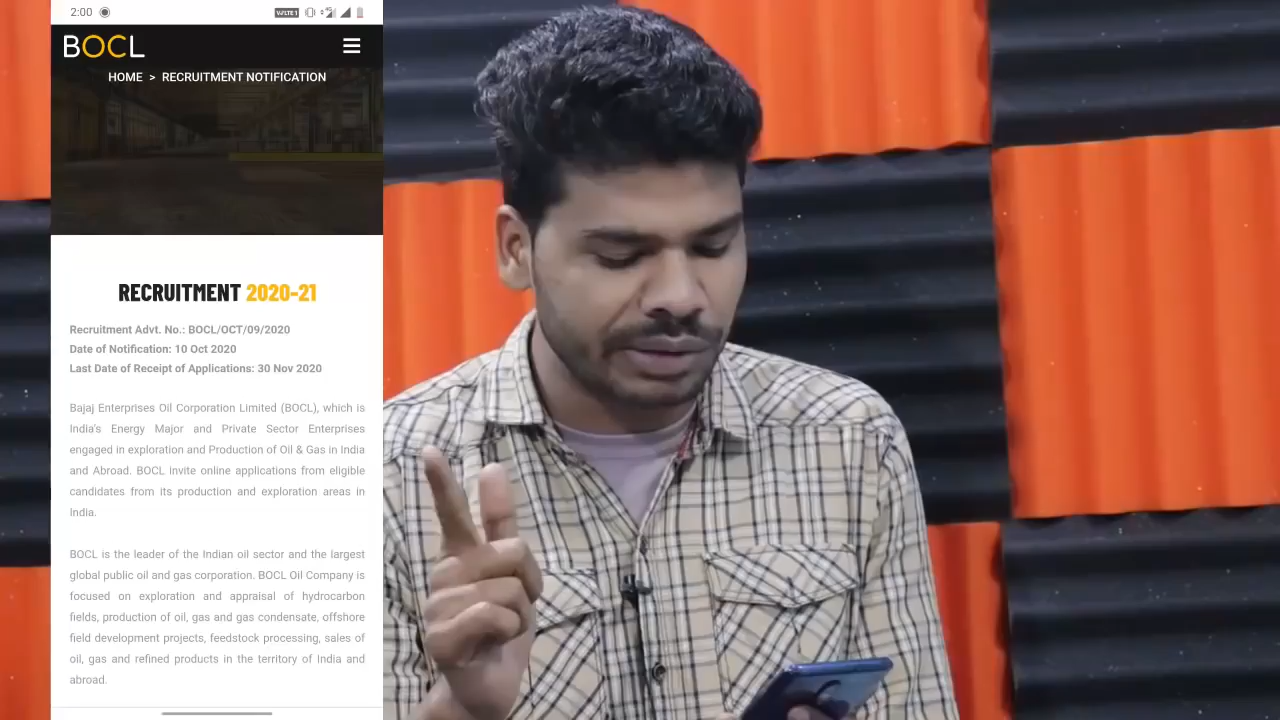 2:00
VoLTE 1
BOCL
HOME > RECRUITMENT NOTIFICATION
RECRUITMENT 2020-21
Recruitment Advt. No.: BOCL/OCT/09/2020
Date of Notification: 10 Oct 2020
Last Date of Receipt of Applications: 30 Nov 2020
Bajaj Enterprises Oil Corporation Limited (BOCL), which is
India's Energy Major and Private Sector Enterprises
engaged in exploration and Production of Oil & Gas in India
and Abroad. BOCL invite online applications from eligible
candidates from its production and exploration areas in
India.
BOCL is the leader of the Indian oil sector and the largest
global public oil and gas corporation. BOCL Oil Company is
focused on exploration and appraisal of hydrocarbon
fields, production of oil, gas and gas condensate, offshore
field development projects, feedstock processing, sales of
oil, gas and refined products in the territory of India and
abroad.